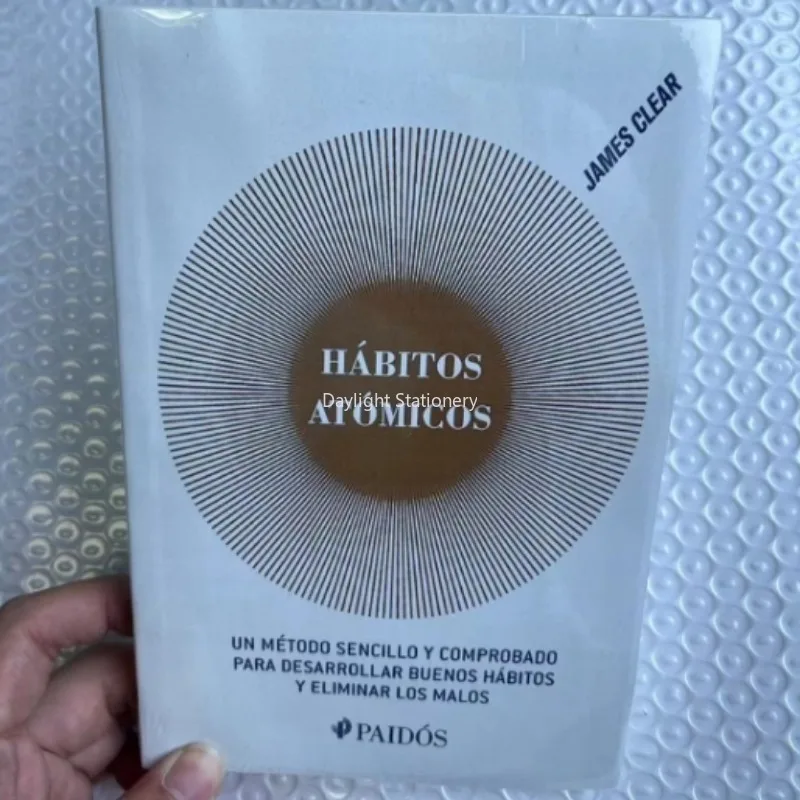 JAMES CLEAR
HÁBITOS
Daylight Stationery
ATÓMICOS
UN MÉTODO SENCILLO Y COMPROBADO
PARA DESARROLLAR BUENOS HÁBITOS
Y ELIMINAR LOS MALOS
PAIDÓS